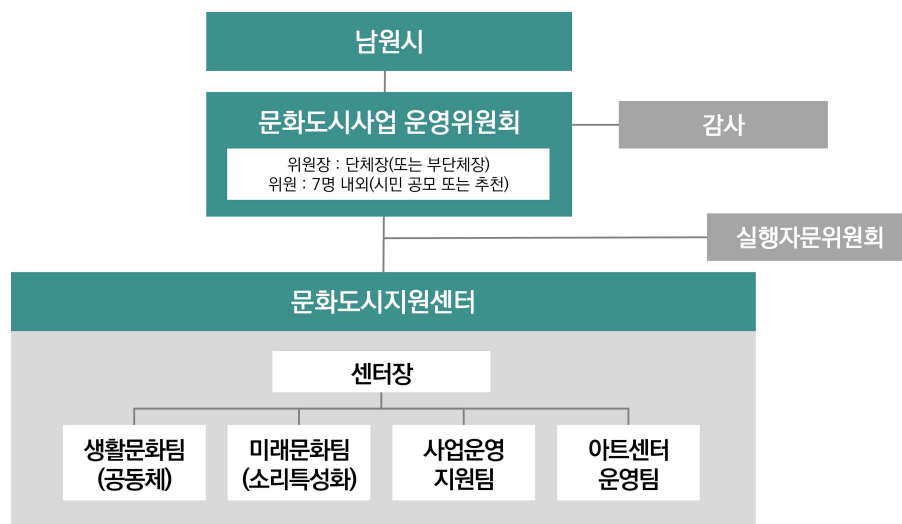 남원시
문화도시사업 운영위원회
감사
위원장 : 단체장(또는 부단체장)
위원 : 7명 내외(시민 공모 또는 추천)
실행자문위원회
문화도시지원센터
센터장
생활문화팀
(공동체)
미래문화팀
(소리특성화)
사업운영
지원팀
아트센터
운영팀